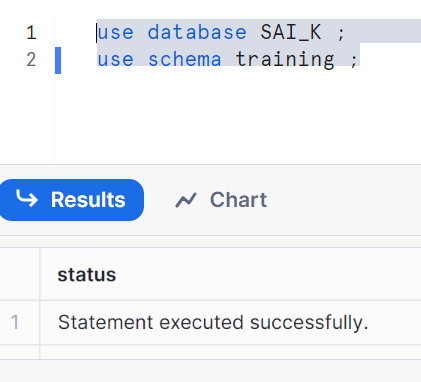 1 use database SAI_K ;
2 use schema training ;
Results Chart
status
1 Statement executed successfully.